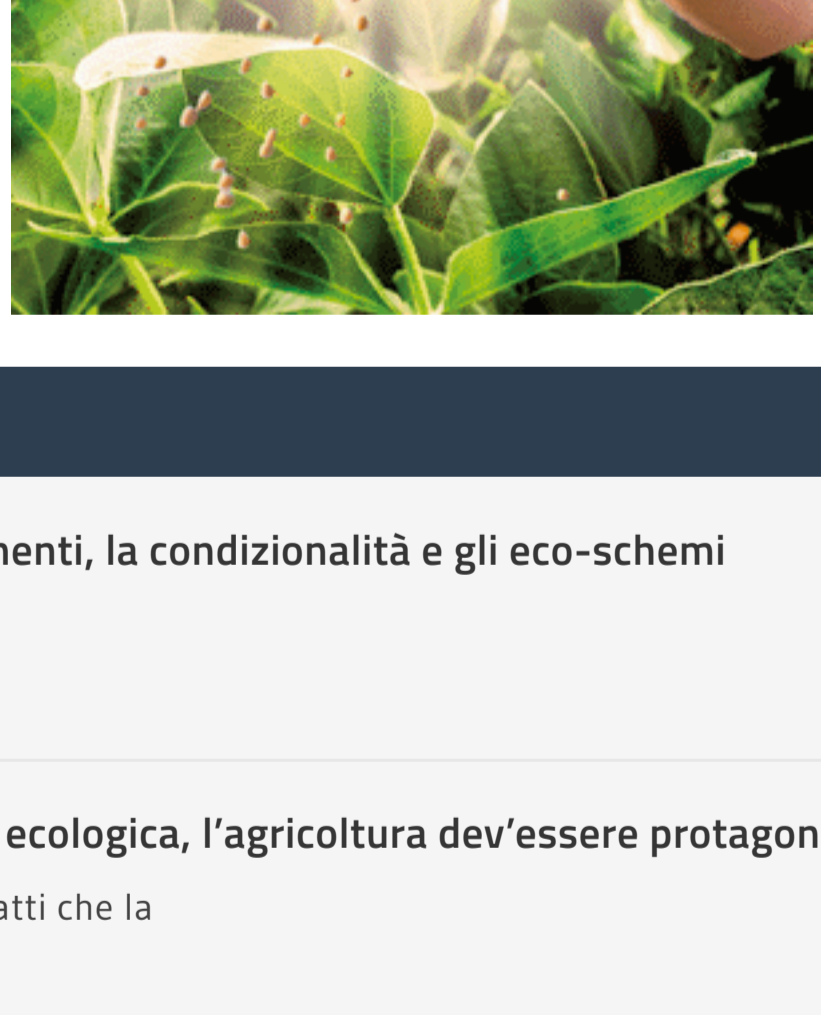 menti, la condizionalità e gli eco-schemi
ecologica, l’agricoltura dev’essere protagon
atti che la